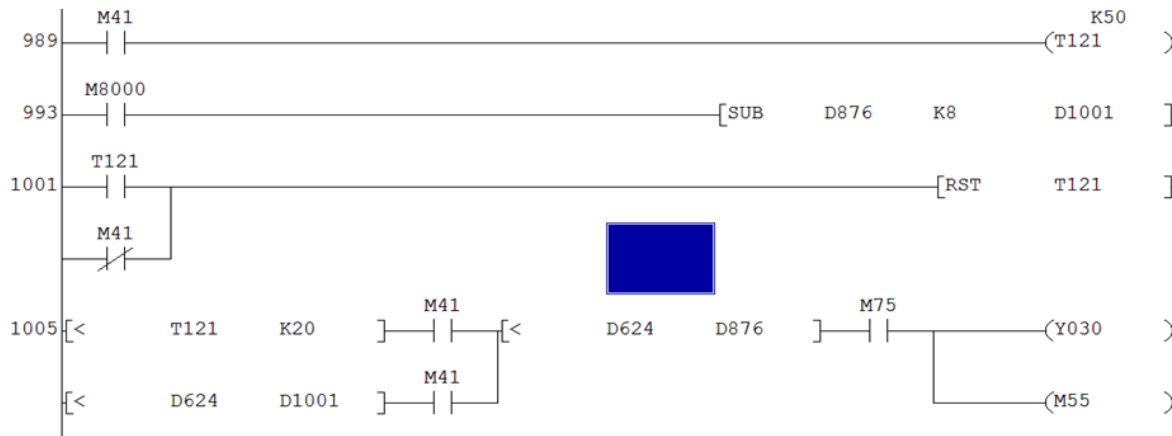 M41 K50
989 (T121 )
M8000
993 [SUB D876 K8 D1001 ]
T121
1001 [RST T121 ]
M41
M41 M75
1005 [< T121 K20 ] [< D624 D876 ] (Y030 )
M41
[< D624 D1001 ] (M55 )